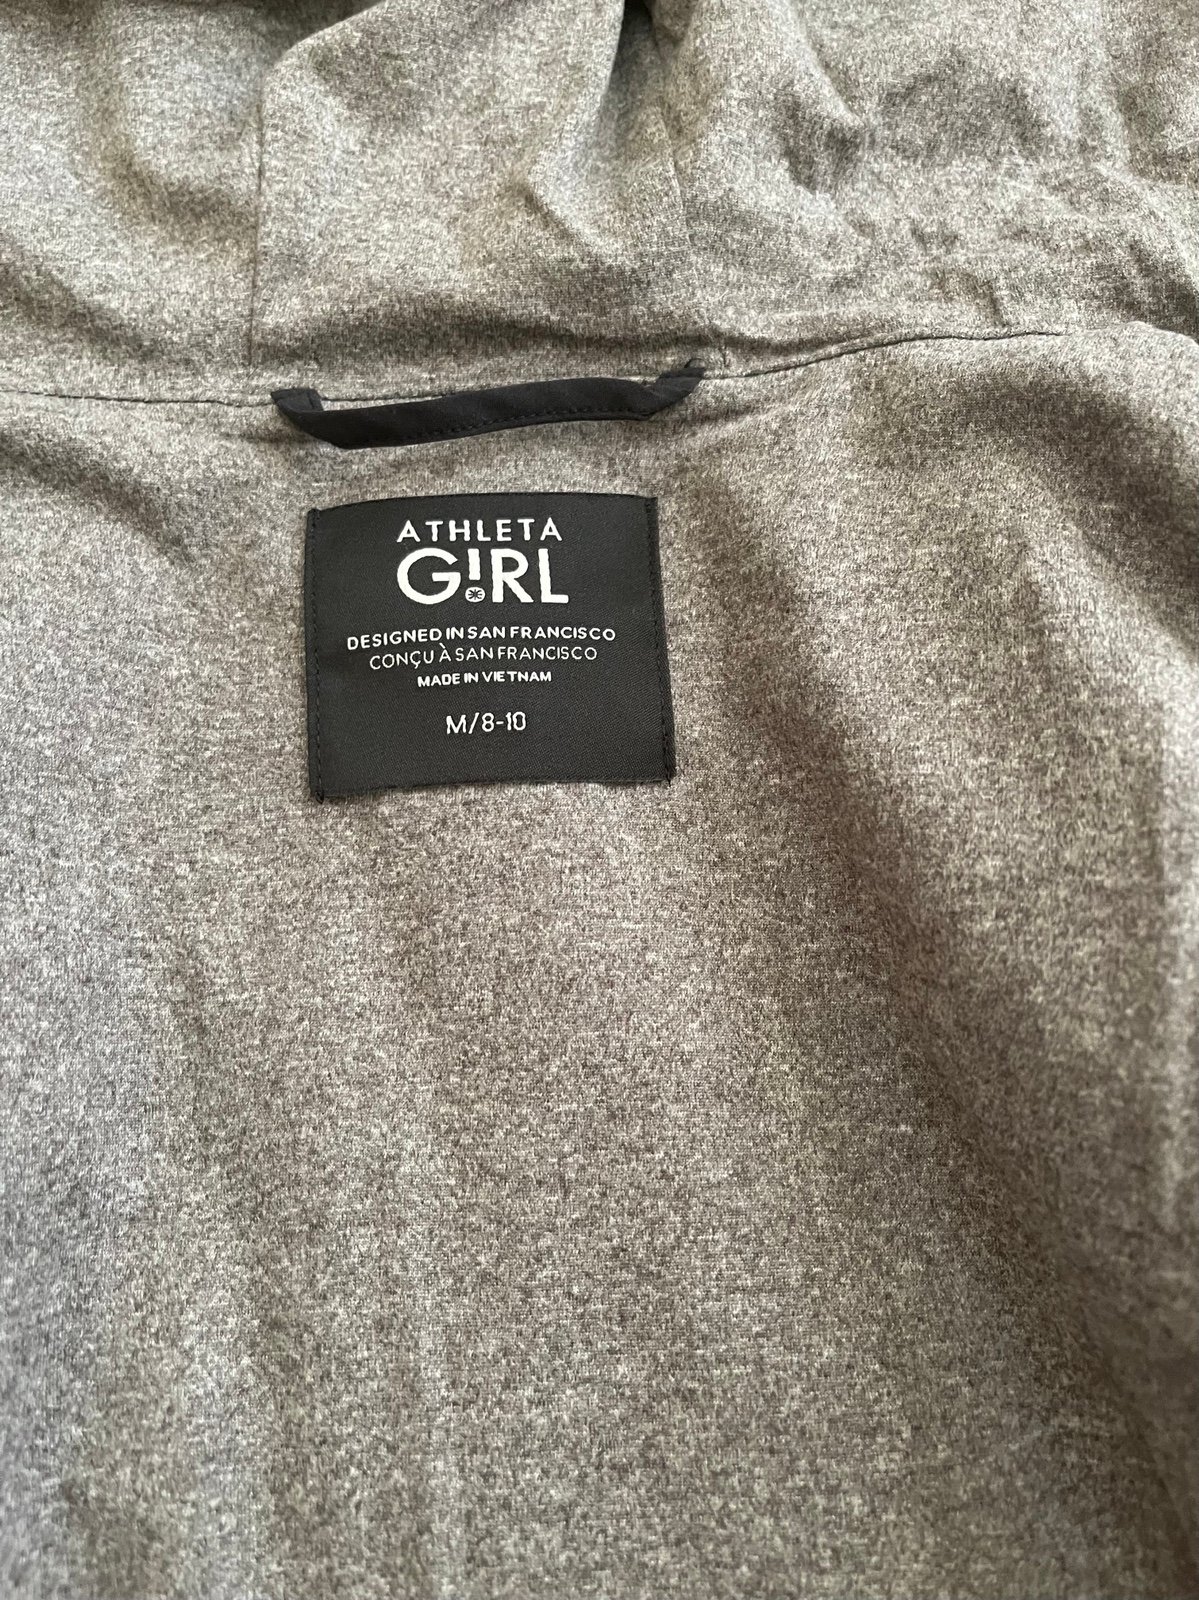 ATHLETA
G!RL
DESIGNED IN SAN FRANCISCO
CONÇU À SAN FRANCISCO
MADE IN VIETNAM
M/8-10